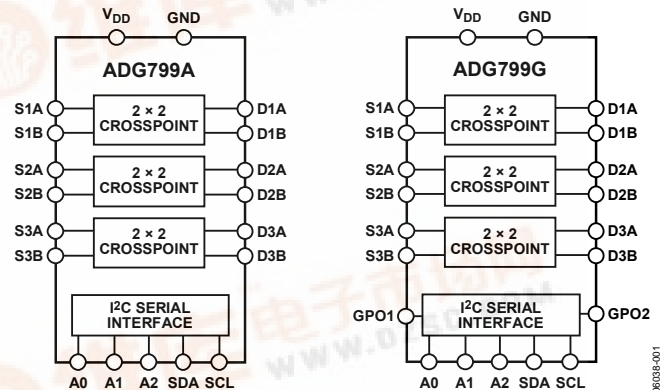 VDD GND
ADG799A
S1A
S1B
2 × 2
CROSSPOINT
D1A
D1B
S2A
S2B
2 × 2
CROSSPOINT
D2A
D2B
S3A
S3B
2 × 2
CROSSPOINT
D3A
D3B
I2C SERIAL
INTERFACE
A0 A1 A2 SDA SCL
VDD GND
ADG799G
S1A
S1B
2 × 2
CROSSPOINT
D1A
D1B
S2A
S2B
2 × 2
CROSSPOINT
D2A
D2B
S3A
S3B
2 × 2
CROSSPOINT
D3A
D3B
GPO1
I2C SERIAL
INTERFACE
GPO2
A0 A1 A2 SDA SCL
06038-001